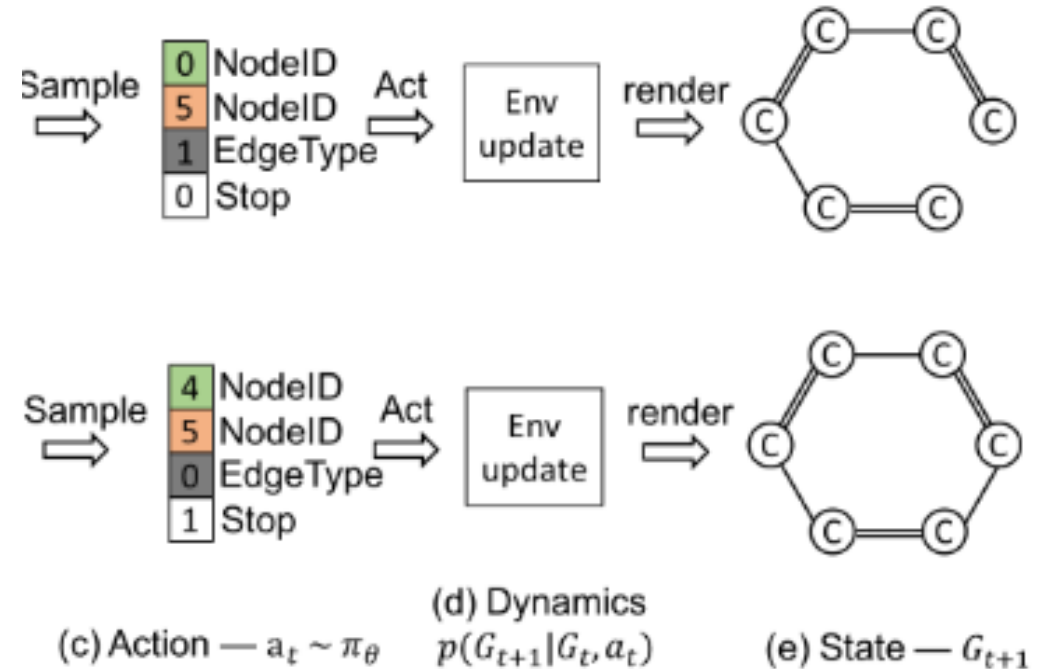 Sample
0 NodeID
5 NodeID
1 EdgeType
0 Stop
Act
Env
update
render
C C
C C
C C
Sample
4 NodeID
5 NodeID
0 EdgeType
1 Stop
Act
Env
update
render
C C
C C
C C
(c) Action — a_t ~ π_θ
(d) Dynamics
p(G_{t+1}|G_t, a_t)
(e) State — G_{t+1}